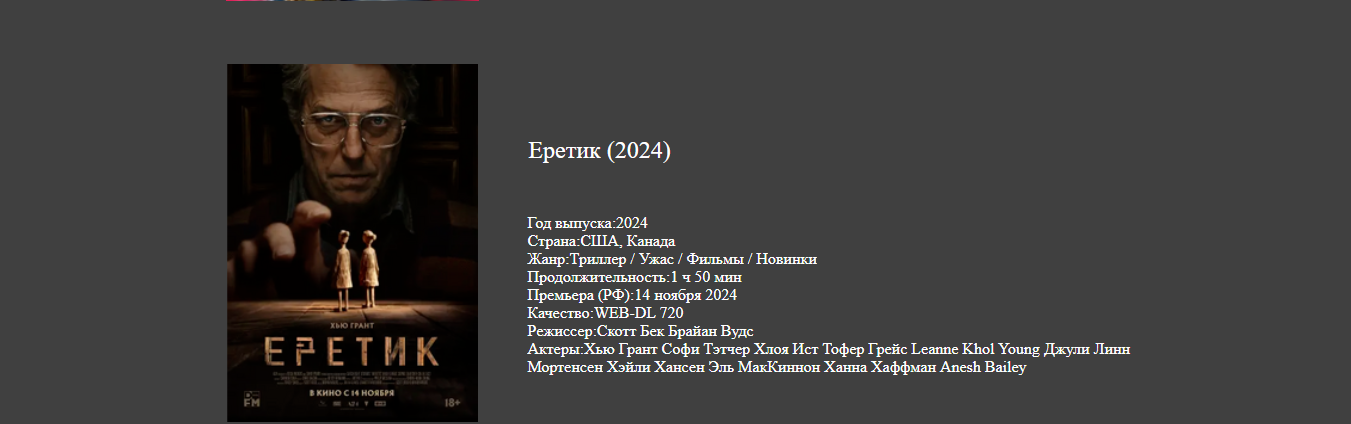 Еретик (2024)
Год выпуска:2024
Страна:США, Канада
Жанр:Триллер / Ужас / Фильмы / Новинки
Продолжительность:1 ч 50 мин
Премьера (РФ):14 ноября 2024
Качество:WEB-DL 720
Режиссер:Скотт Бек Брайан Вудс
Актеры:Хью Грант Софи Тэтчер Хлоя Ист Тофер Грейс Leanne Khol Young Джули Линн
Мортенсен Хэйли Хансен Эль МакКиннон Ханна Хаффман Anesh Bailey
ХЬЮ ГРАНТ
ЕРЕТИК
В КИНО С 14 НОЯБРЯ
18+